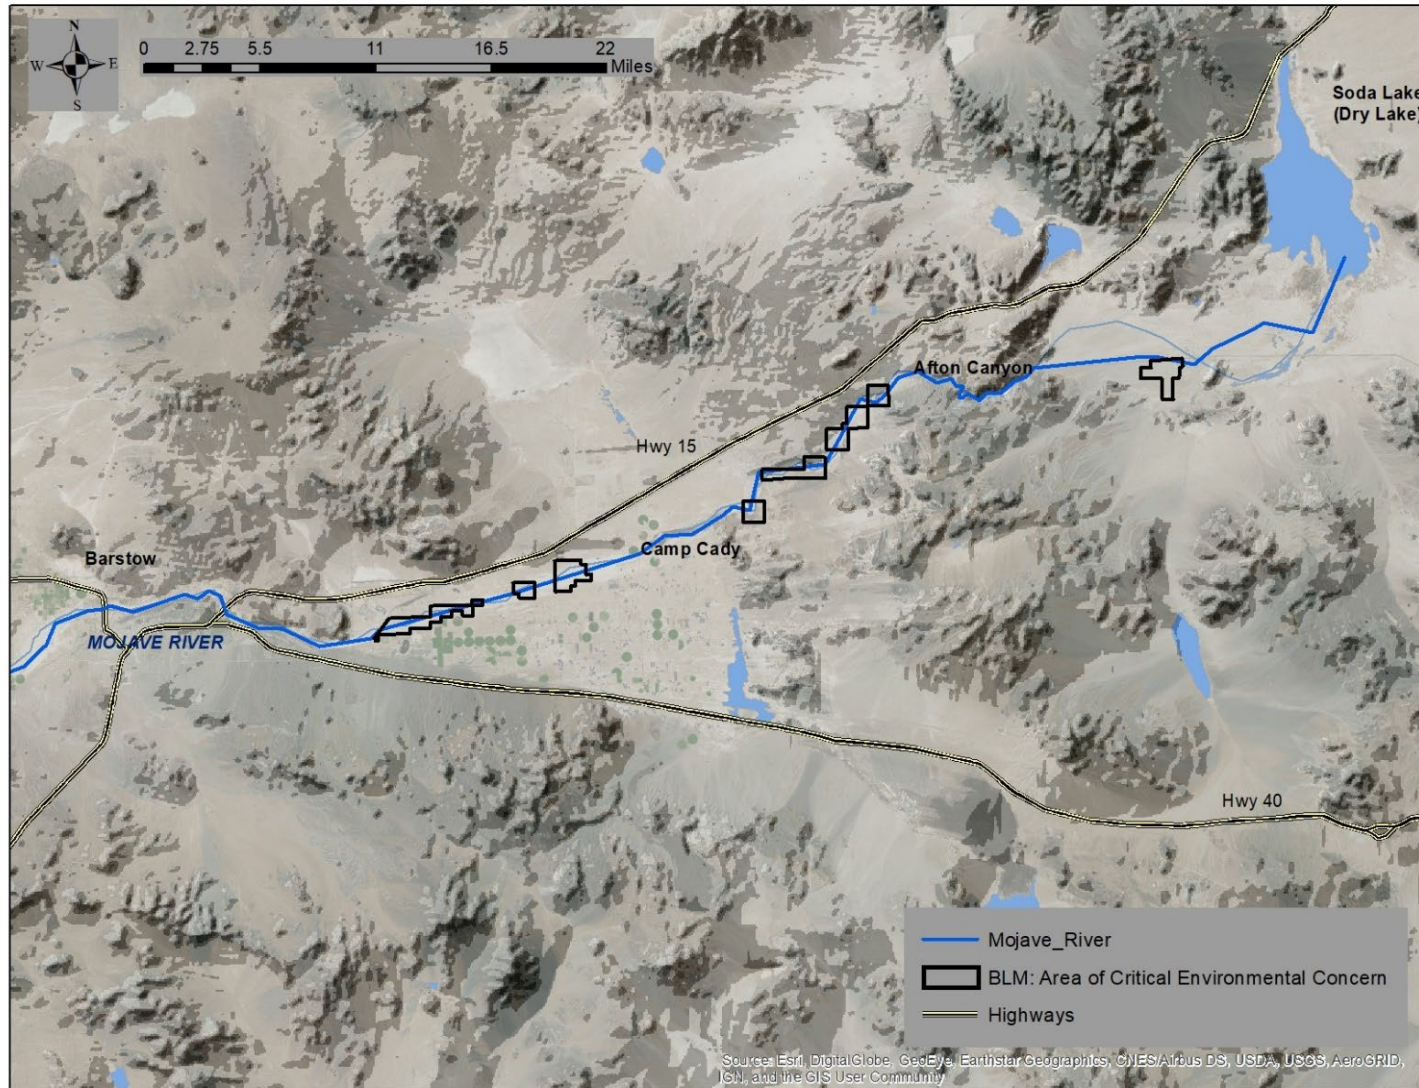 N
W E
S
0 2.75 5.5 11 16.5 22
Miles
Soda Lake
(Dry Lake)
Afton Canyon
Hwy 15
Camp Cady
Barstow
MOJAVE RIVER
Hwy 40
Mojave_River
BLM: Area of Critical Environmental Concern
Highways
Source: Esri, DigitalGlobe, GeoEye, Earthstar Geographics, CNES/Airbus DS, USDA, USGS, AeroGRID,
IGN, and the GIS User Community